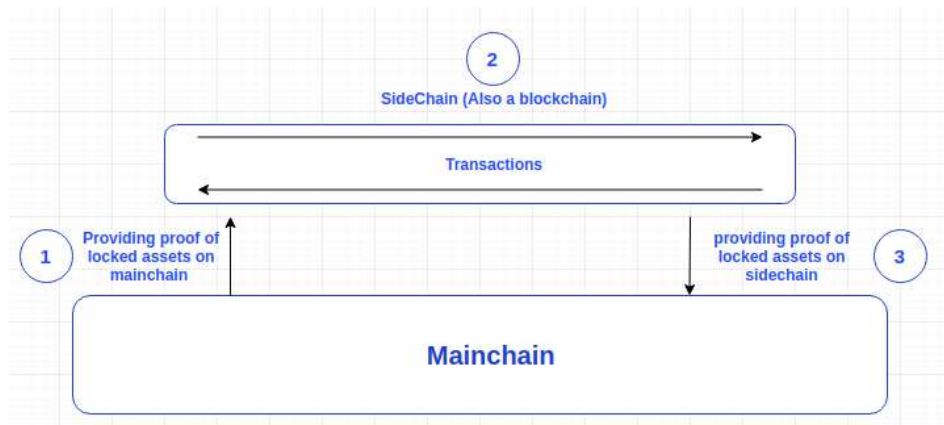 2
SideChain (Also a blockchain)
Transactions
1
Providing proof of
locked assets on
mainchain
providing proof of
locked assets on
sidechain
3
Mainchain